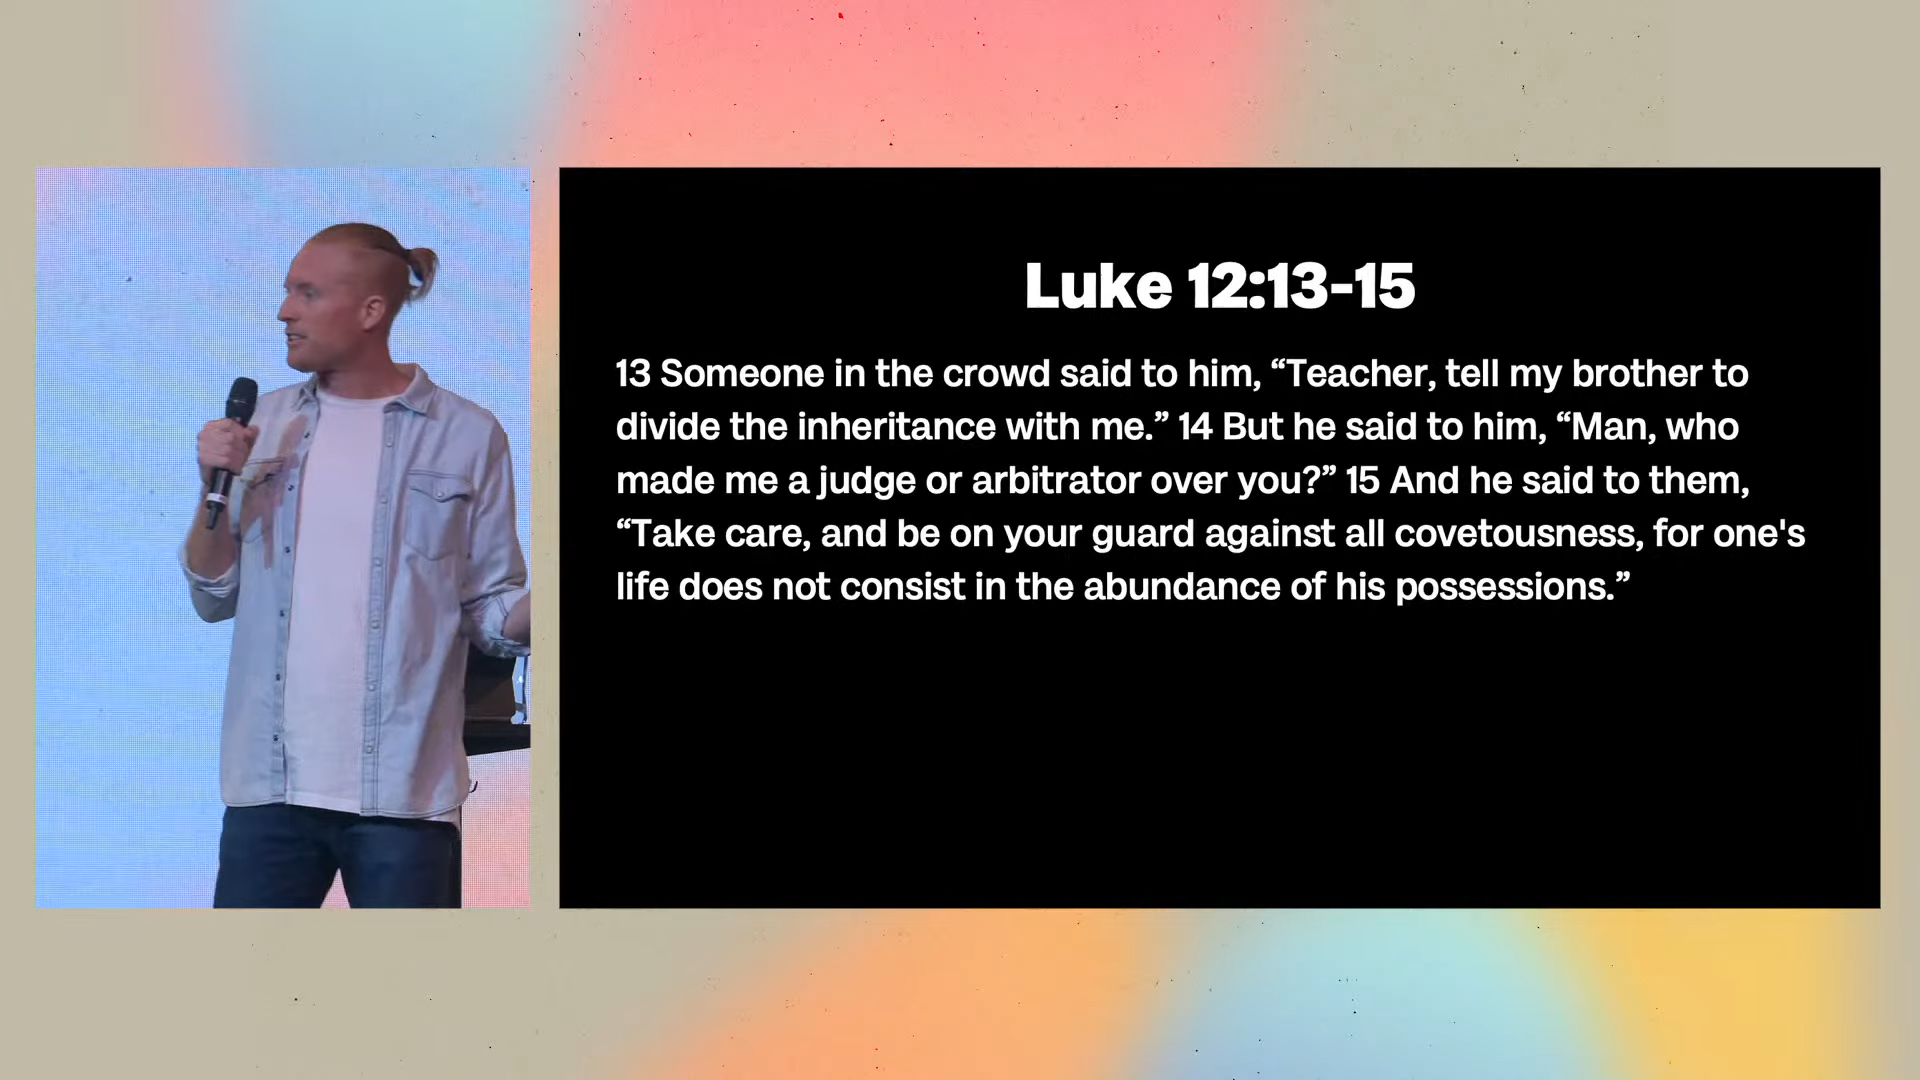 Luke 12:13-15
13 Someone in the crowd said to him, “Teacher, tell my brother to
divide the inheritance with me.” 14 But he said to him, “Man, who
made me a judge or arbitrator over you?” 15 And he said to them,
“Take care, and be on your guard against all covetousness, for one's
life does not consist in the abundance of his possessions.”